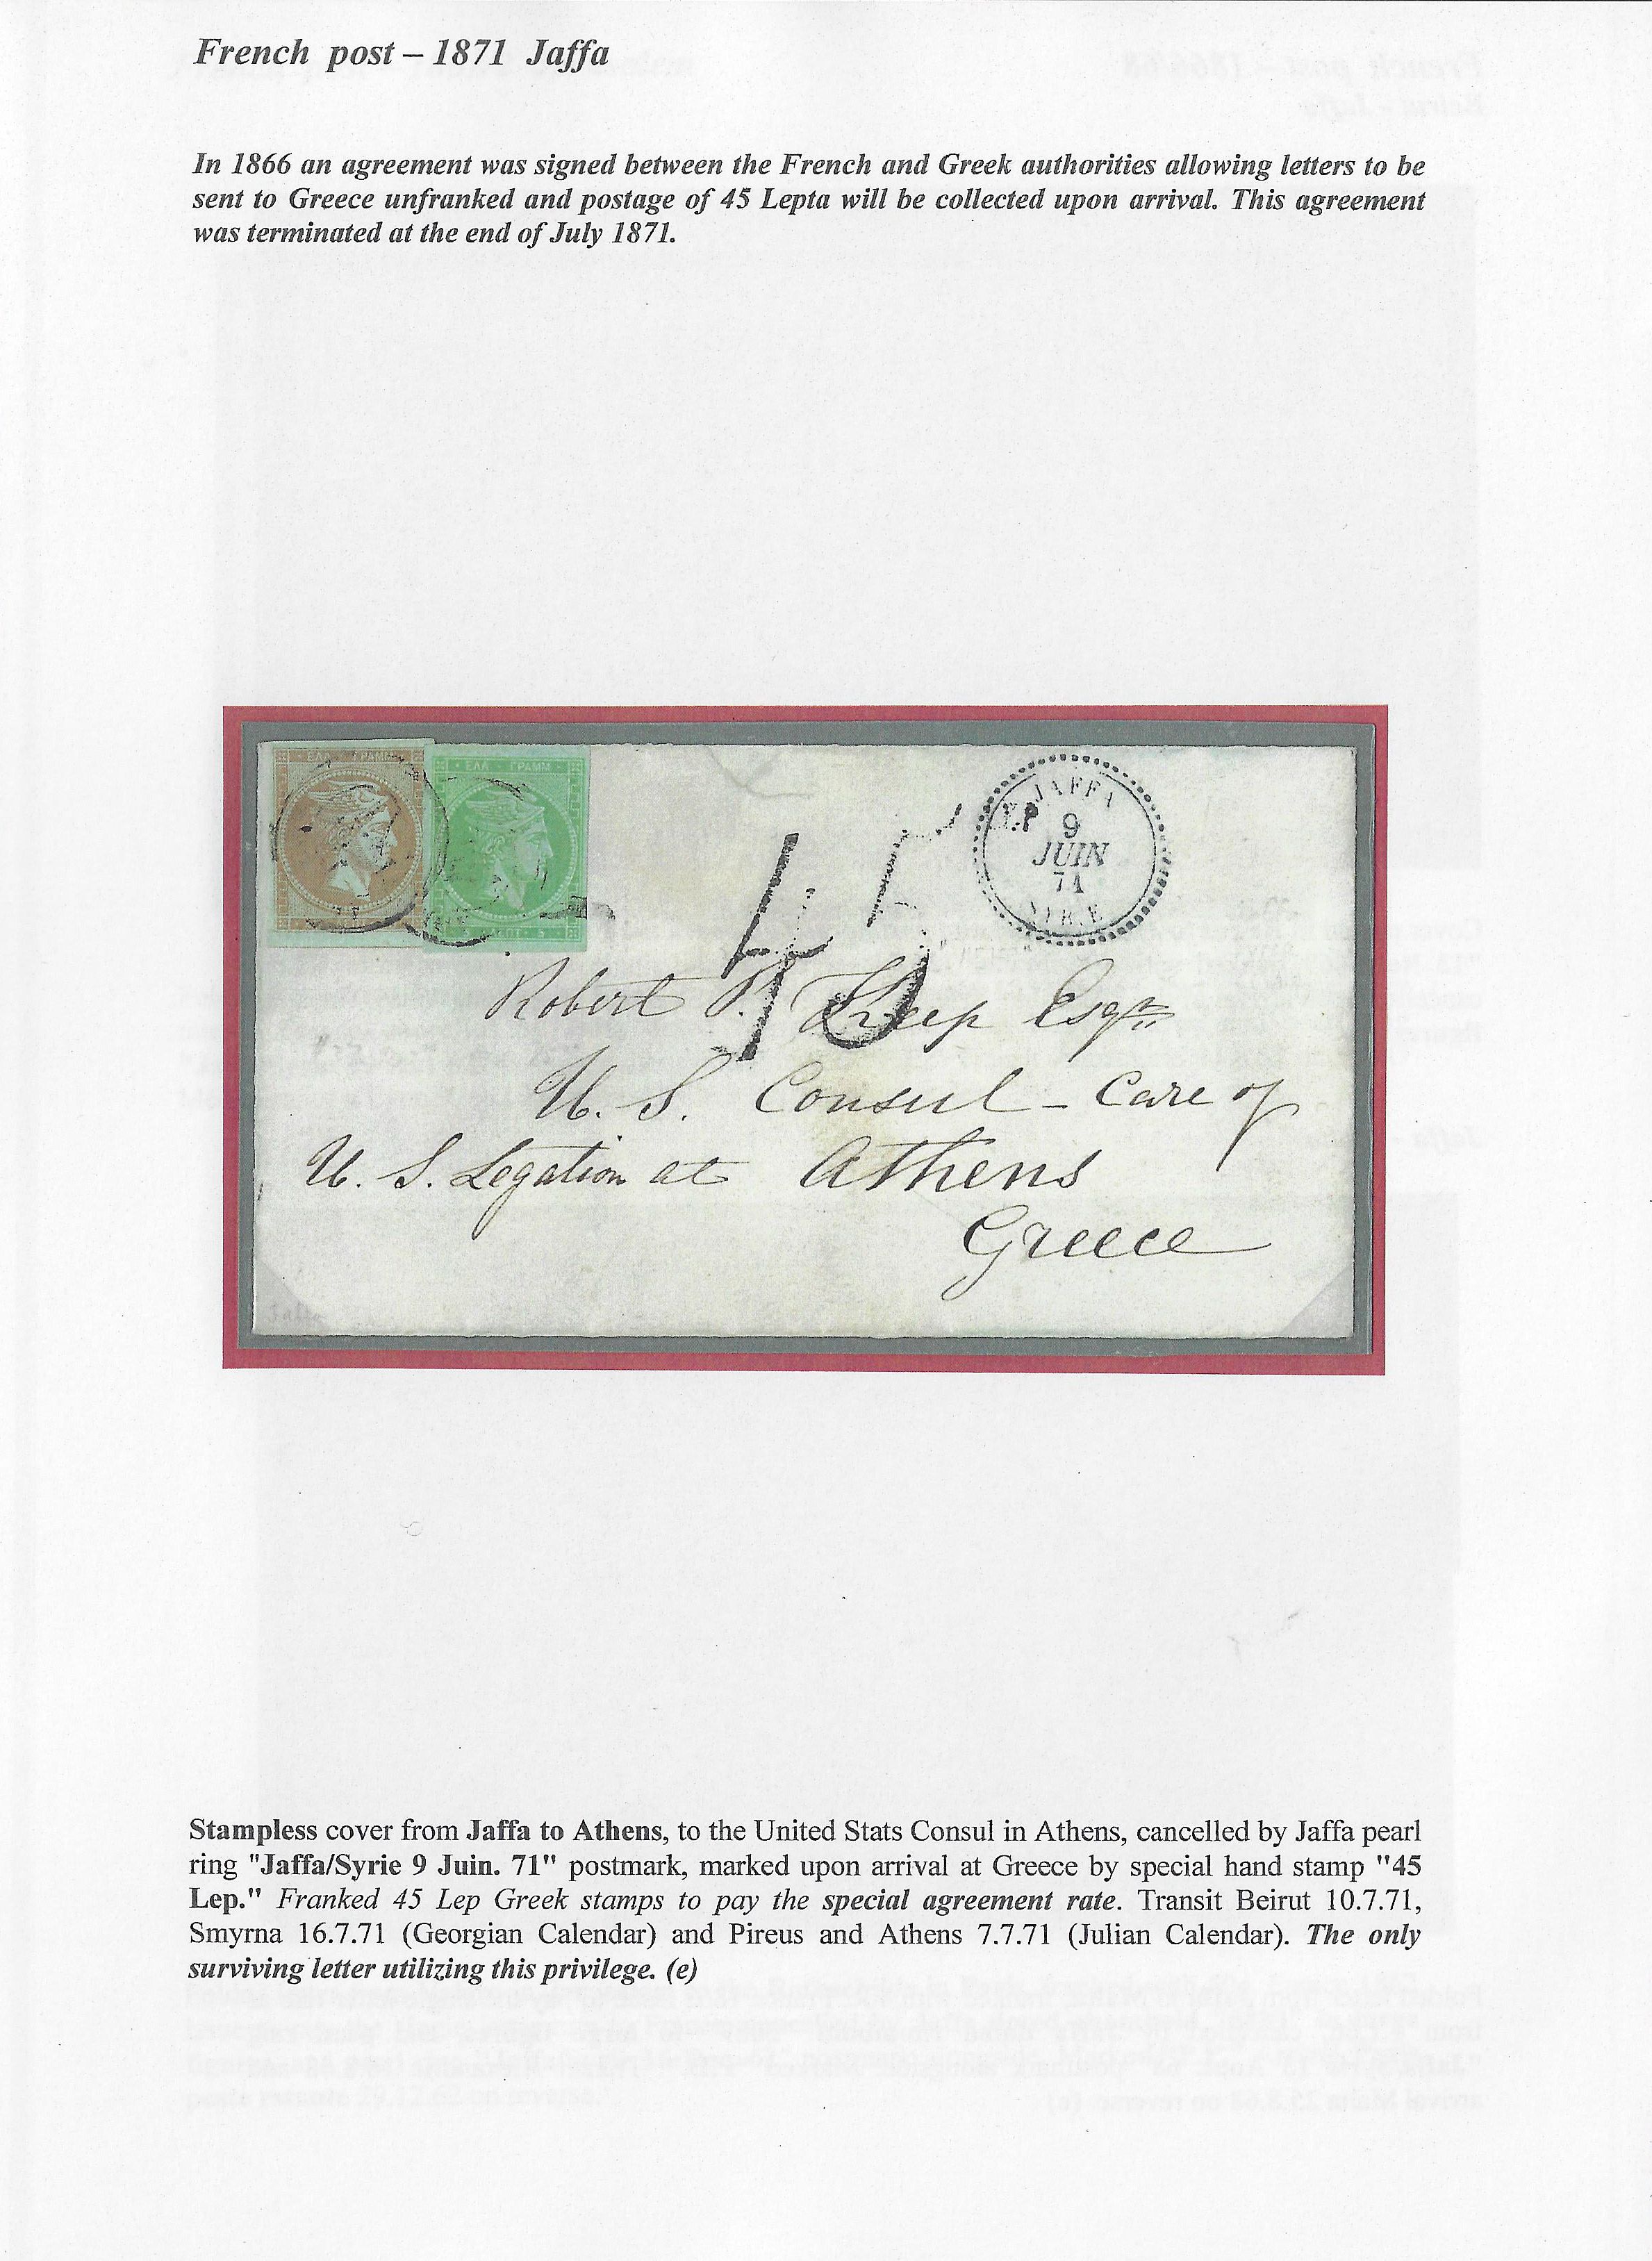 French post – 1871 Jaffa
In 1866 an agreement was signed between the French and Greek authorities allowing letters to be
sent to Greece unfranked and postage of 45 Lepta will be collected upon arrival. This agreement
was terminated at the end of July 1871.
ΕΛΛ ΓΡΑΜΜ
ΕΛΛ ΓΡΑΜΜ
JAFFA
9
JUIN
71
45
Robert P. Keep Esqre
U. S. Consul - Care of
U. S. Legation at Athens
Greece
Stampless cover from Jaffa to Athens, to the United Stats Consul in Athens, cancelled by Jaffa pearl
ring "Jaffa/Syrie 9 Juin. 71" postmark, marked upon arrival at Greece by special hand stamp "45
Lep." Franked 45 Lep Greek stamps to pay the special agreement rate. Transit Beirut 10.7.71,
Smyrna 16.7.71 (Georgian Calendar) and Pireus and Athens 7.7.71 (Julian Calendar). The only
surviving letter utilizing this privilege. (e)